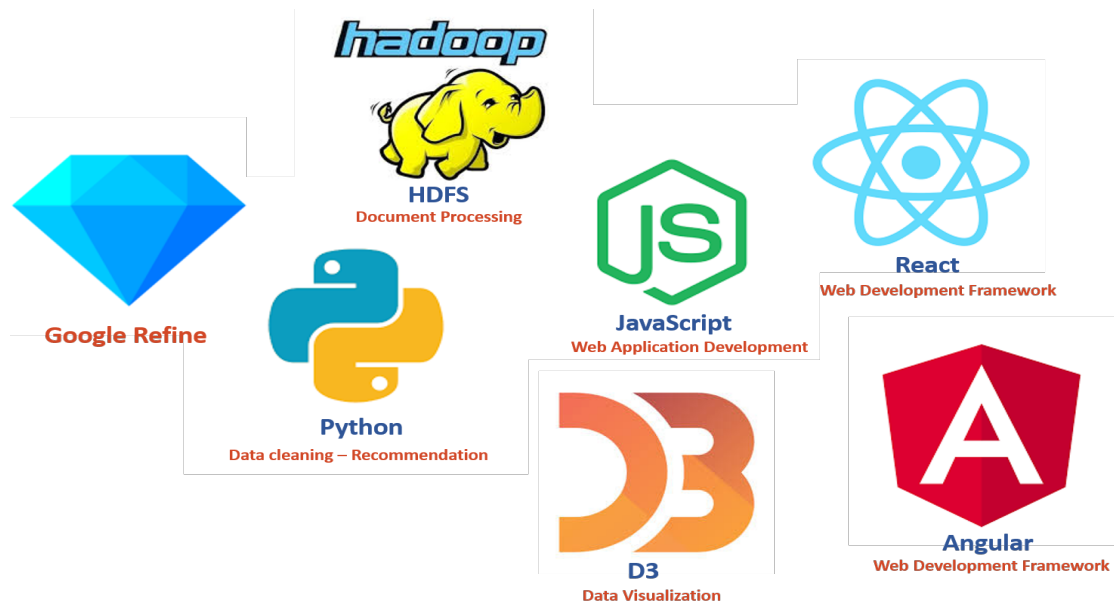 hadoop
HDFS
Document Processing
Google Refine
Python
Data cleaning – Recommendation
JS
JavaScript
Web Application Development
React
Web Development Framework
D3
D3
Data Visualization
A
Angular
Web Development Framework